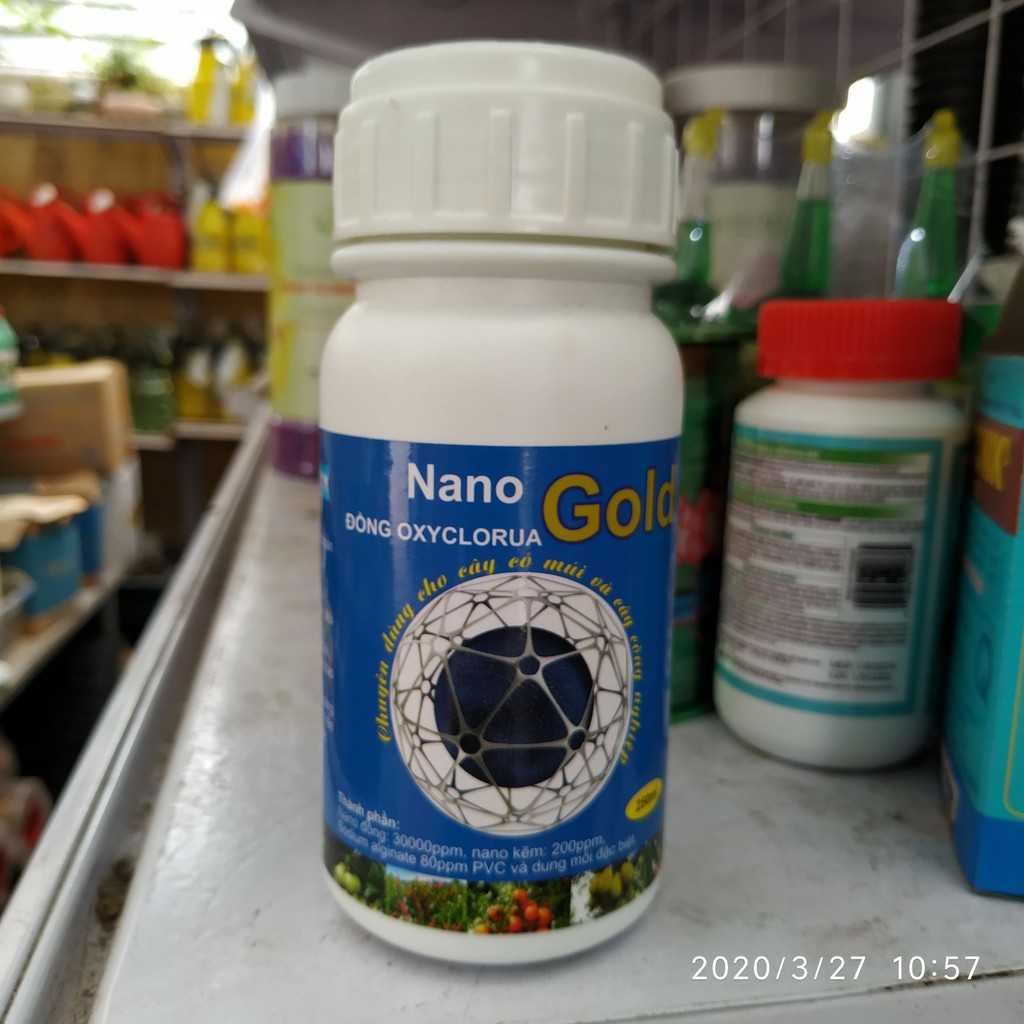 Nano Gold
ĐỒNG OXYCLORUA
Chuyên dùng cho cây có múi và cây công nghiệp
250ml
Thành phần:
Nano đồng: 30000ppm, nano kẽm: 200ppm,
Sodium alginate 80ppm PVC và dung môi đặc biệt
2020/3/27 10:57